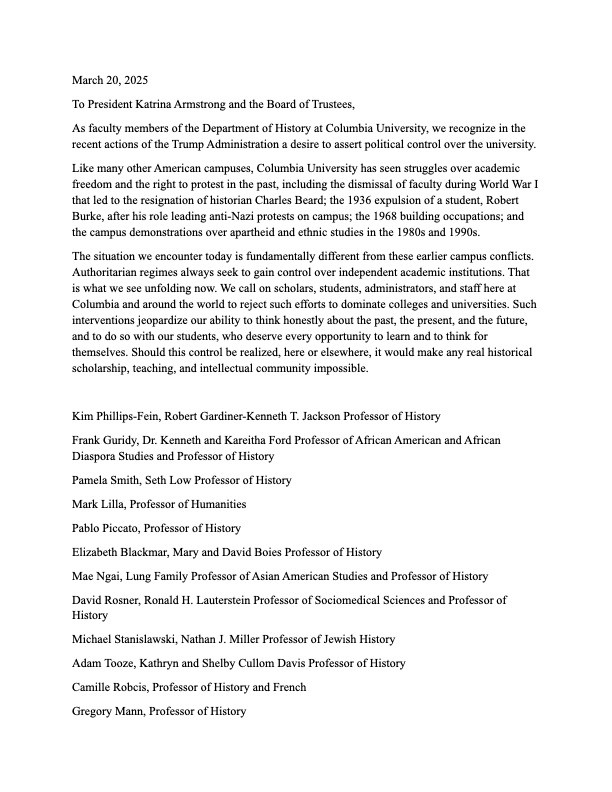 March 20, 2025
To President Katrina Armstrong and the Board of Trustees,
As faculty members of the Department of History at Columbia University, we recognize in the
recent actions of the Trump Administration a desire to assert political control over the university.
Like many other American campuses, Columbia University has seen struggles over academic
freedom and the right to protest in the past, including the dismissal of faculty during World War I
that led to the resignation of historian Charles Beard; the 1936 expulsion of a student, Robert
Burke, after his role leading anti-Nazi protests on campus; the 1968 building occupations; and
the campus demonstrations over apartheid and ethnic studies in the 1980s and 1990s.
The situation we encounter today is fundamentally different from these earlier campus conflicts.
Authoritarian regimes always seek to gain control over independent academic institutions. That
is what we see unfolding now. We call on scholars, students, administrators, and staff here at
Columbia and around the world to reject such efforts to dominate colleges and universities. Such
interventions jeopardize our ability to think honestly about the past, the present, and the future,
and to do so with our students, who deserve every opportunity to learn and to think for
themselves. Should this control be realized, here or elsewhere, it would make any real historical
scholarship, teaching, and intellectual community impossible.
Kim Phillips-Fein, Robert Gardiner-Kenneth T. Jackson Professor of History
Frank Guridy, Dr. Kenneth and Kareitha Ford Professor of African American and African
Diaspora Studies and Professor of History
Pamela Smith, Seth Low Professor of History
Mark Lilla, Professor of Humanities
Pablo Piccato, Professor of History
Elizabeth Blackmar, Mary and David Boies Professor of History
Mae Ngai, Lung Family Professor of Asian American Studies and Professor of History
David Rosner, Ronald H. Lauterstein Professor of Sociomedical Sciences and Professor of
History
Michael Stanislawski, Nathan J. Miller Professor of Jewish History
Adam Tooze, Kathryn and Shelby Cullom Davis Professor of History
Camille Robcis, Professor of History and French
Gregory Mann, Professor of History